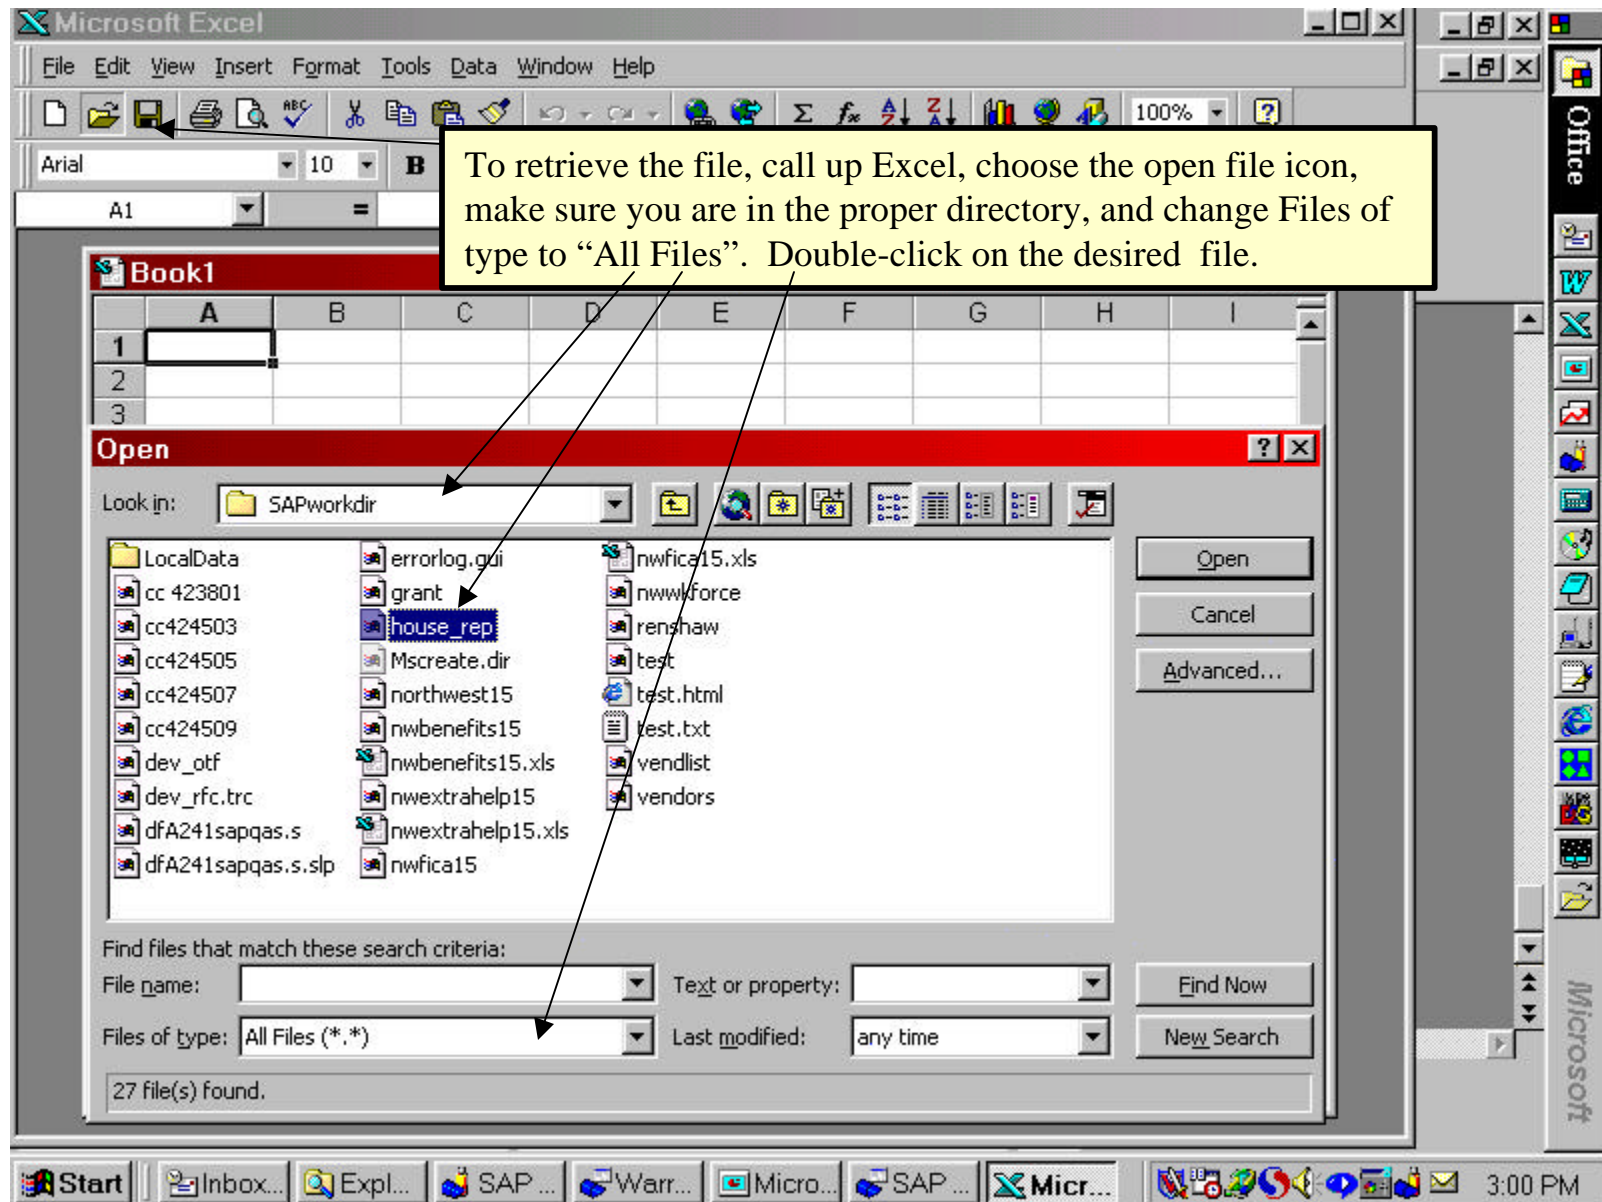 Microsoft Excel
File Edit View Insert Format Tools Data Window Help
ABC
100%
Office
Arial 10 B
To retrieve the file, call up Excel, choose the open file icon,
make sure you are in the proper directory, and change Files of
type to “All Files”. Double-click on the desired file.
A1 =
Book1
A B C D E F G H I
1
2
3
Open
Look in: SAPworkdir
LocalData
cc 423801
cc424503
cc424505
cc424507
cc424509
dev_otf
dev_rfc.trc
dfA241sapqas.s
dfA241sapqas.s.slp
errorlog.gui
grant
house_rep
Mscreate.dir
northwest15
nwbenefits15
nwbenefits15.xls
nwextrahelp15
nwextrahelp15.xls
nwfica15
nwfica15.xls
nwwkforce
renshaw
test
test.html
test.txt
vendlist
vendors
Open
Cancel
Advanced...
Find files that match these search criteria:
File name:
Text or property:
Find Now
Files of type: All Files (*.*)
Last modified: any time
New Search
27 file(s) found.
Microsoft
Start Inbox... Expl... SAP ... Warr... Micro... SAP ... Micr... 3:00 PM